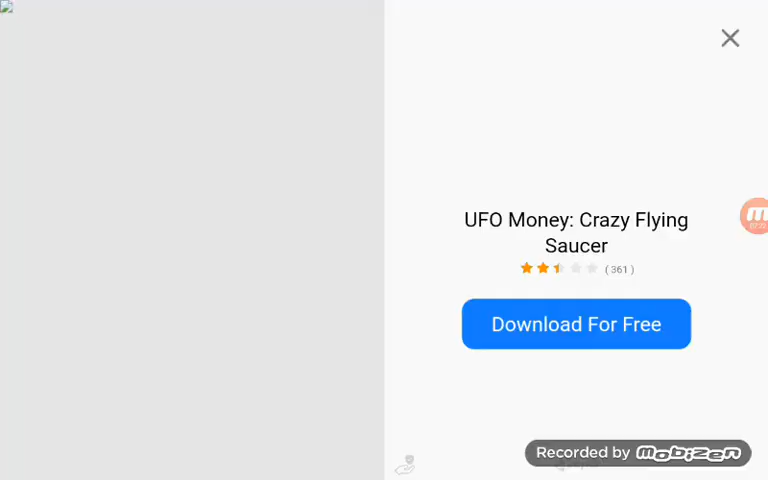 UFO Money: Crazy Flying
Saucer
( 361 )
Download For Free
Recorded by mobizen